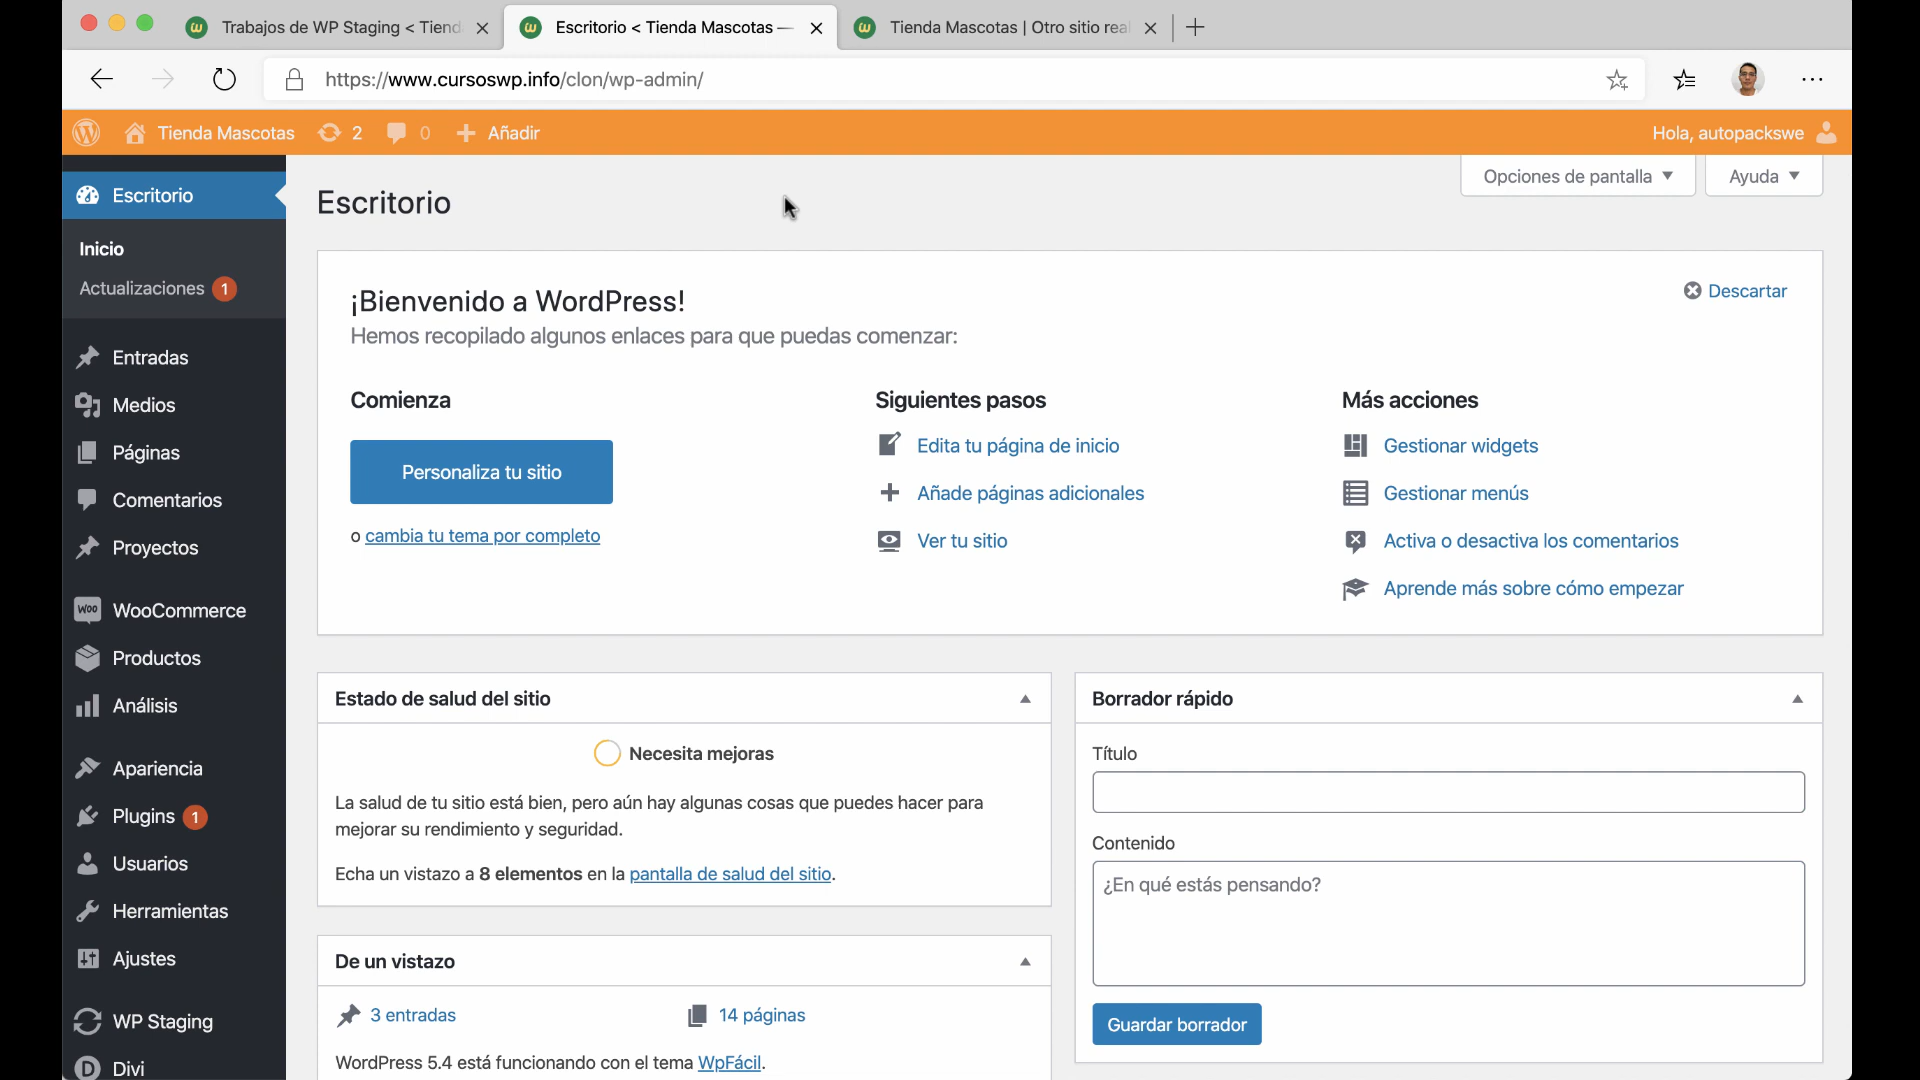 Trabajos de WP Staging < Tiend
Escritorio < Tienda Mascotas —
Tienda Mascotas | Otro sitio real
https://www.cursoswp.info/clon/wp-admin/
Tienda Mascotas
2
0
Añadir
Hola, autopackswe
Opciones de pantalla
Ayuda
Escritorio
Inicio
Actualizaciones 1
Entradas
Medios
Páginas
Comentarios
Proyectos
WooCommerce
Productos
Análisis
Apariencia
Plugins 1
Usuarios
Herramientas
Ajustes
WP Staging
Divi
Escritorio
¡Bienvenido a WordPress!
Descartar
Hemos recopilado algunos enlaces para que puedas comenzar:
Comienza
Personaliza tu sitio
o cambia tu tema por completo
Siguientes pasos
Edita tu página de inicio
Añade páginas adicionales
Ver tu sitio
Más acciones
Gestionar widgets
Gestionar menús
Activa o desactiva los comentarios
Aprende más sobre cómo empezar
Estado de salud del sitio
Necesita mejoras
La salud de tu sitio está bien, pero aún hay algunas cosas que puedes hacer para
mejorar su rendimiento y seguridad.
Echa un vistazo a 8 elementos en la pantalla de salud del sitio.
De un vistazo
3 entradas
14 páginas
WordPress 5.4 está funcionando con el tema WpFácil.
Borrador rápido
Título
Contenido
¿En qué estás pensando?
Guardar borrador